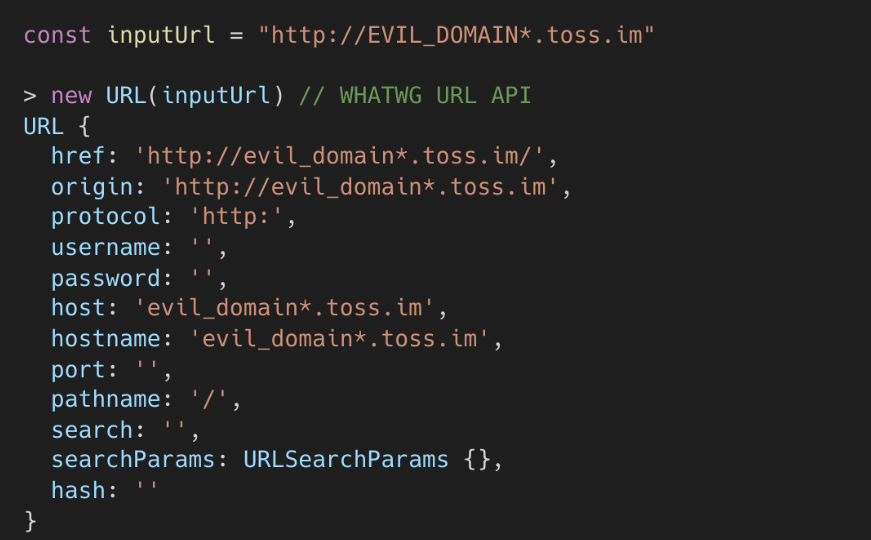 const inputUrl = "http://EVIL_DOMAIN*.toss.im"
> new URL(inputUrl) // WHATWG URL API
URL {
  href: 'http://evil_domain*.toss.im/',
  origin: 'http://evil_domain*.toss.im',
  protocol: 'http:',
  username: '',
  password: '',
  host: 'evil_domain*.toss.im',
  hostname: 'evil_domain*.toss.im',
  port: '',
  pathname: '/',
  search: '',
  searchParams: URLSearchParams {},
  hash: ''
}